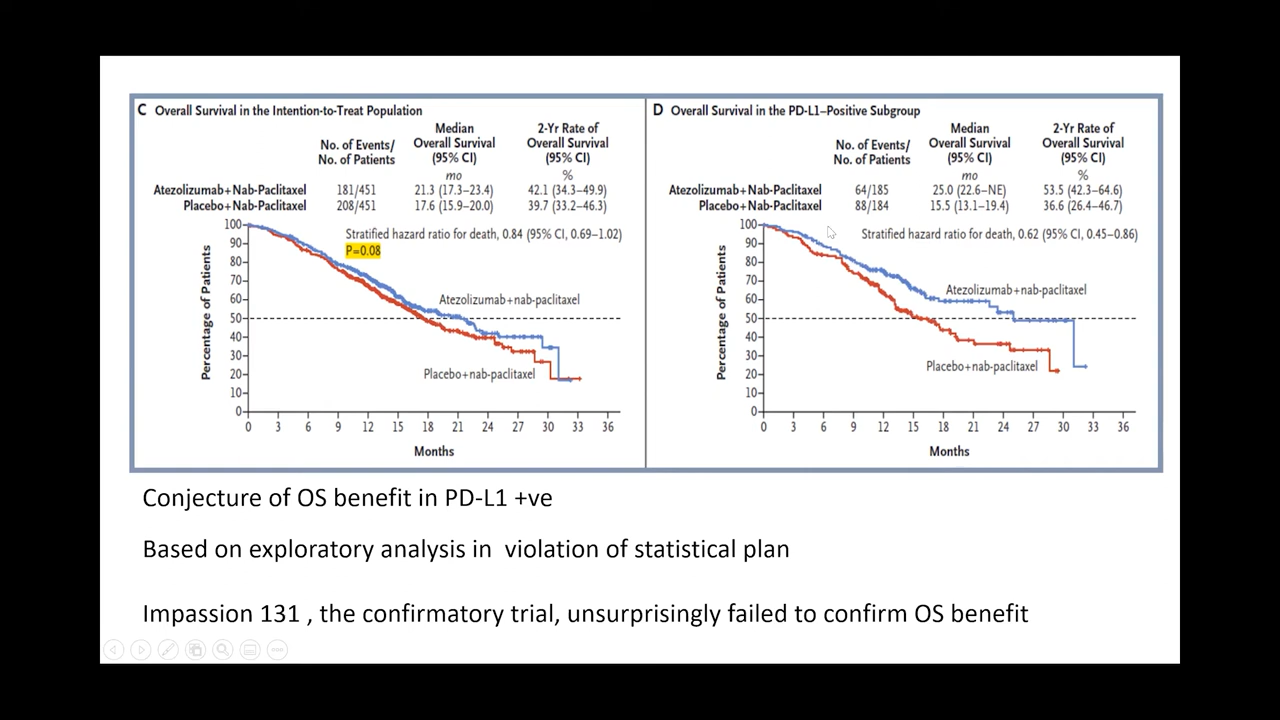 C Overall Survival in the Intention-to-Treat Population
No. of Events/
No. of Patients
Median
Overall Survival
(95% CI)
2-Yr Rate of
Overall Survival
(95% CI)
mo
%
Atezolizumab+Nab-Paclitaxel 181/451 21.3 (17.3–23.4) 42.1 (34.3–49.9)
Placebo+Nab-Paclitaxel 208/451 17.6 (15.9–20.0) 39.7 (33.2–46.3)
Stratified hazard ratio for death, 0.84 (95% CI, 0.69–1.02)
P=0.08
Percentage of Patients
100
90
80
70
60
50
40
30
20
10
0
Atezolizumab+nab-paclitaxel
Placebo+nab-paclitaxel
0 3 6 9 12 15 18 21 24 27 30 33 36
Months
D Overall Survival in the PD-L1–Positive Subgroup
No. of Events/
No. of Patients
Median
Overall Survival
(95% CI)
2-Yr Rate of
Overall Survival
(95% CI)
mo
%
Atezolizumab+Nab-Paclitaxel 64/185 25.0 (22.6–NE) 53.5 (42.3–64.6)
Placebo+Nab-Paclitaxel 88/184 15.5 (13.1–19.4) 36.6 (26.4–46.7)
Stratified hazard ratio for death, 0.62 (95% CI, 0.45–0.86)
Percentage of Patients
100
90
80
70
60
50
40
30
20
10
0
Atezolizumab+nab-paclitaxel
Placebo+nab-paclitaxel
0 3 6 9 12 15 18 21 24 27 30 33 36
Months
Conjecture of OS benefit in PD-L1 +ve
Based on exploratory analysis in violation of statistical plan
Impassion 131 , the confirmatory trial, unsurprisingly failed to confirm OS benefit